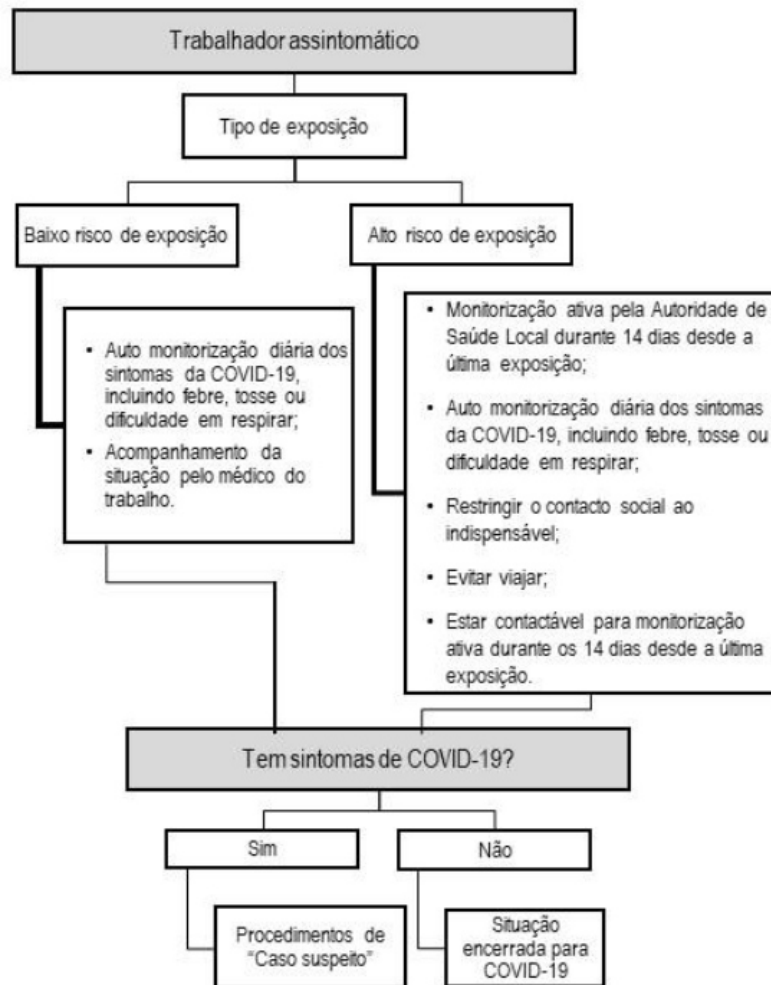 Trabalhador assintomático
Tipo de exposição
Baixo risco de exposição
Alto risco de exposição
• Auto monitorização diária dos
sintomas da COVID-19,
incluindo febre, tosse ou
dificuldade em respirar;
• Acompanhamento da
situação pelo médico do
trabalho.
• Monitorização ativa pela Autoridade de
Saúde Local durante 14 dias desde a
última exposição;
• Auto monitorização diária dos sintomas
da COVID-19, incluindo febre, tosse ou
dificuldade em respirar;
• Restringir o contacto social ao
indispensável;
• Evitar viajar;
• Estar contactável para monitorização
ativa durante os 14 dias desde a última
exposição.
Tem sintomas de COVID-19?
Sim
Não
Procedimentos de
“Caso suspeito”
Situação
encerrada para
COVID-19